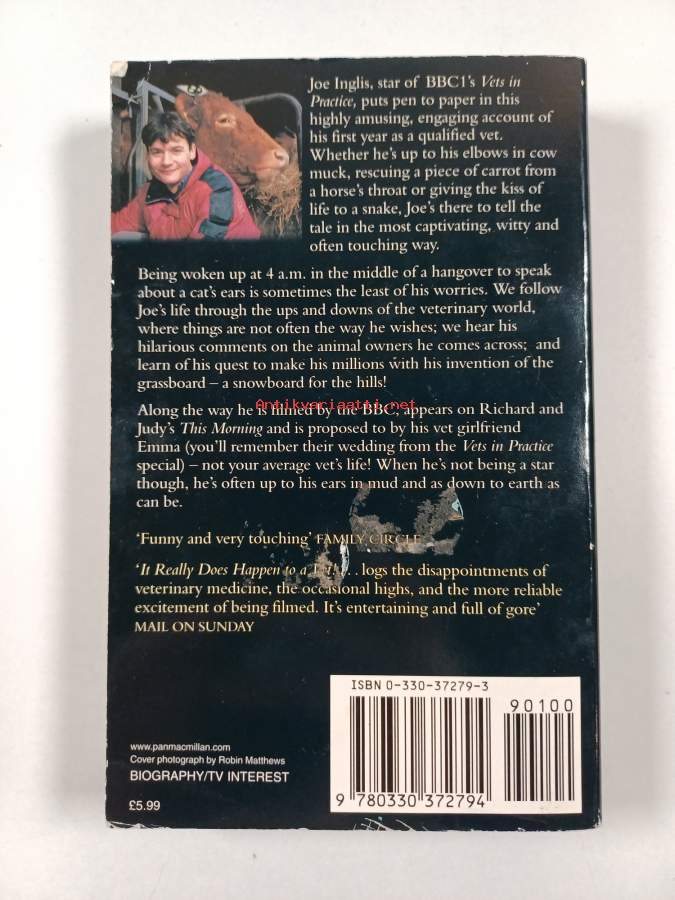 Joe Inglis, star of BBC1's Vets in
Practice, puts pen to paper in this
highly amusing, engaging account of
his first year as a qualified vet.
Whether he's up to his elbows in cow
muck, rescuing a piece of carrot from
a horse's throat or giving the kiss of
life to a snake, Joe's there to tell the
tale in the most captivating, witty and
often touching way.
Being woken up at 4 a.m. in the middle of a hangover to speak
about a cat's ears is sometimes the least of his worries. We follow
Joe's life through the ups and downs of the veterinary world,
where things are not often the way he wishes; we hear his
hilarious comments on the animal owners he comes across; and
learn of his quest to make his millions with his invention of the
grassboard – a snowboard for the hills!
Antikvariaatti.net
Along the way he is filmed by the BBC, appears on Richard and
Judy's This Morning and is proposed to by his vet girlfriend
Emma (you'll remember their wedding from the Vets in Practice
special) – not your average vet's life! When he's not being a star
though, he's often up to his ears in mud and as down to earth as
can be.
'Funny and very touching' FAMILY CIRCLE
'It Really Does Happen to a . . . logs the disappointments of
veterinary medicine, the occasional highs, and the more reliable
excitement of being filmed. It's entertaining and full of gore'
MAIL ON SUNDAY
ISBN 0-330-37279-3
90100
www.panmacmillan.com
Cover photograph by Robin Matthews
BIOGRAPHY/TV INTEREST
£5.99
9 780330 372794